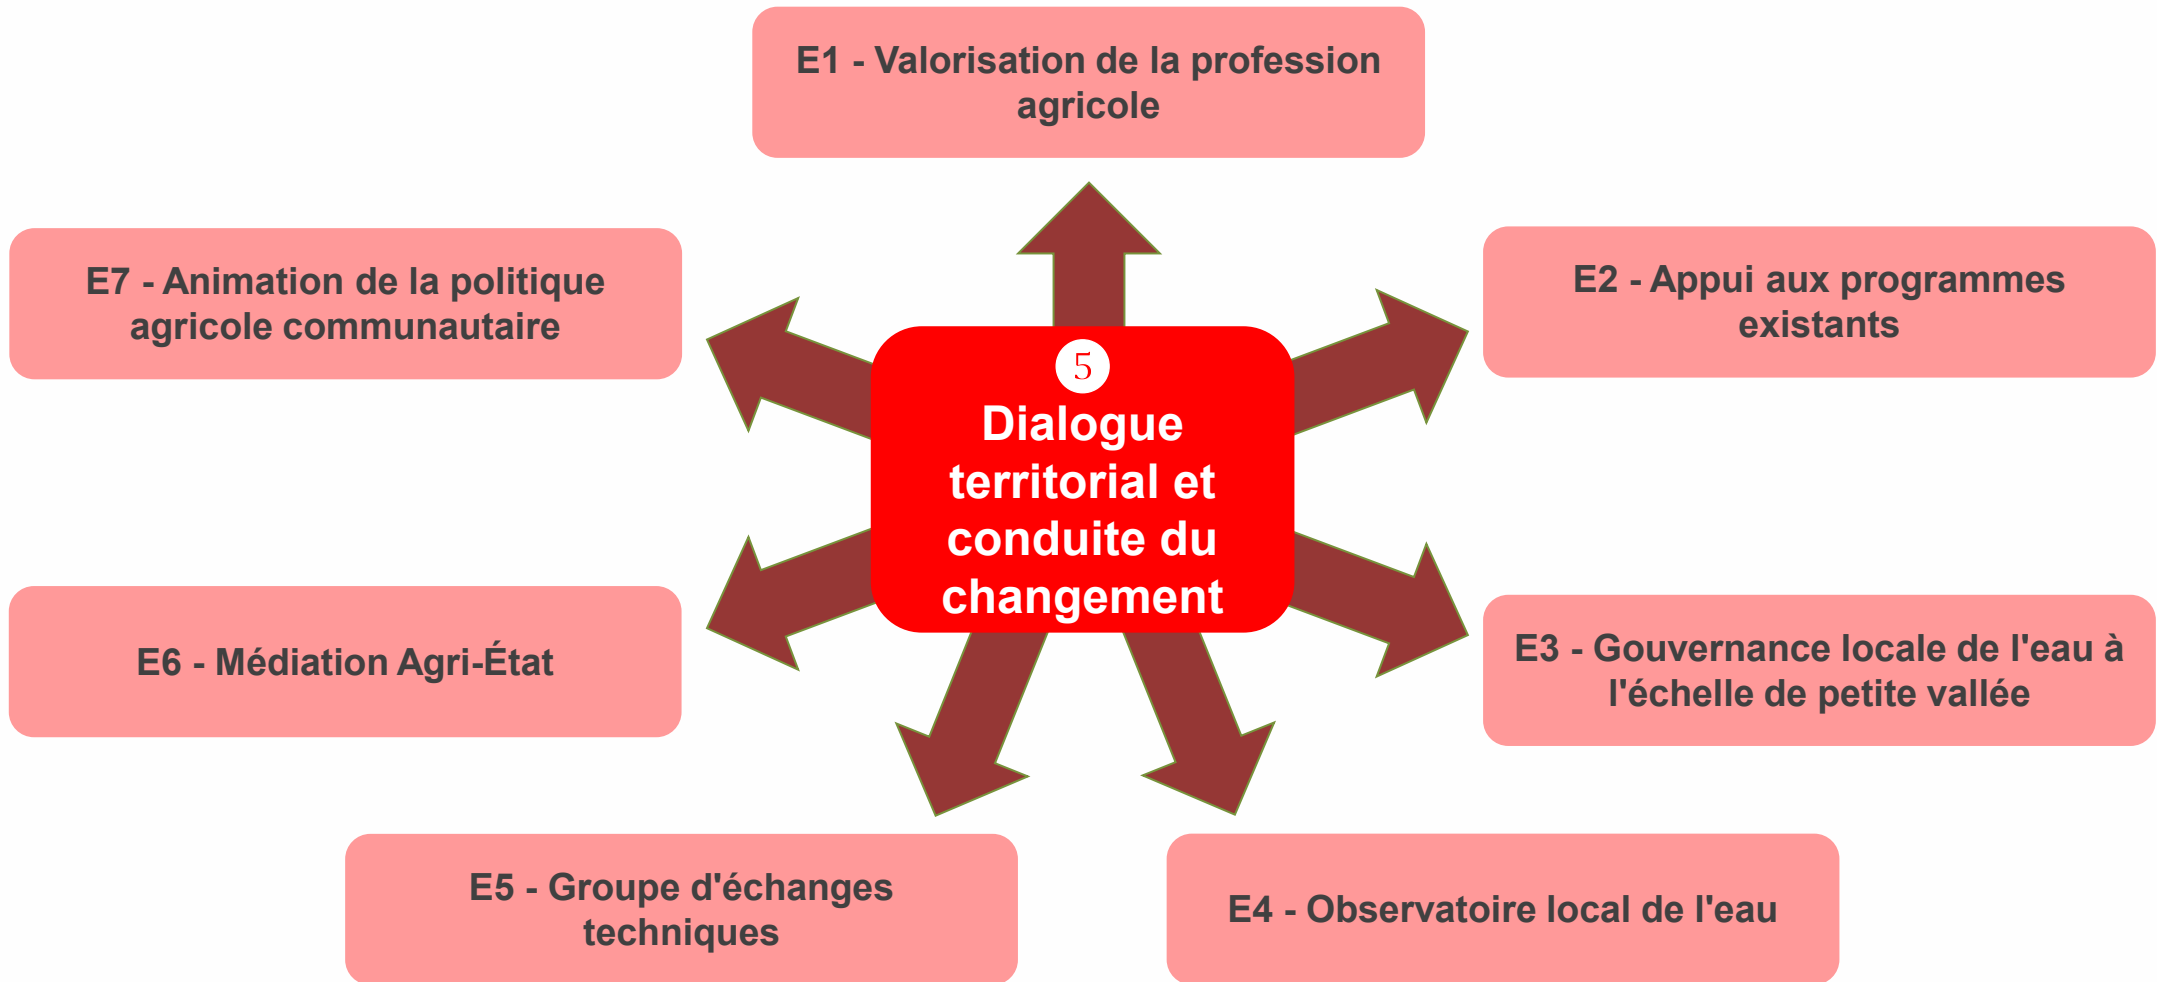 E1 - Valorisation de la profession
agricole
E7 - Animation de la politique
agricole communautaire
E2 - Appui aux programmes
existants
5
Dialogue
territorial et
conduite du
changement
E6 - Médiation Agri-État
E3 - Gouvernance locale de l'eau à
l'échelle de petite vallée
E5 - Groupe d'échanges
techniques
E4 - Observatoire local de l'eau